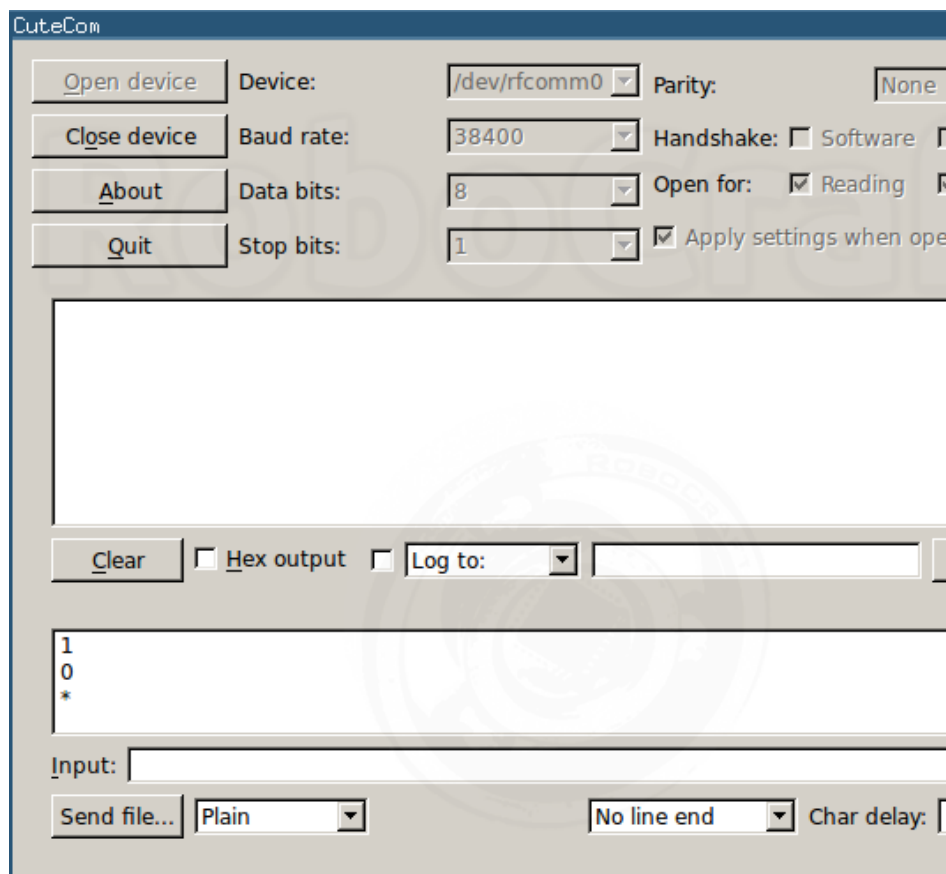 CuteCom
Open device Device: /dev/rfcomm0 Parity: None
Close device Baud rate: 38400 Handshake: Software
About Data bits: 8 Open for: Reading
Quit Stop bits: 1 Apply settings when ope
RoboCraf
ROBOCRAFT
Clear Hex output Log to:
1
0
*
Input:
Send file... Plain No line end Char delay: